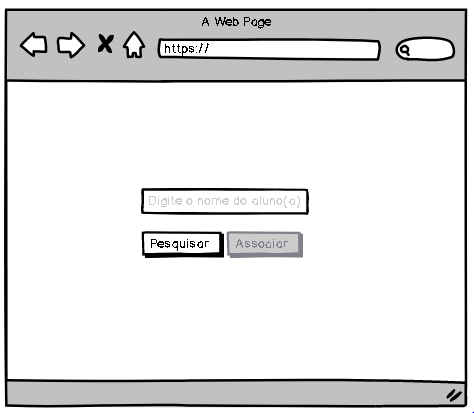 A Web Page
https://
Digite o nome do aluno(a)
Pesquisar Associar